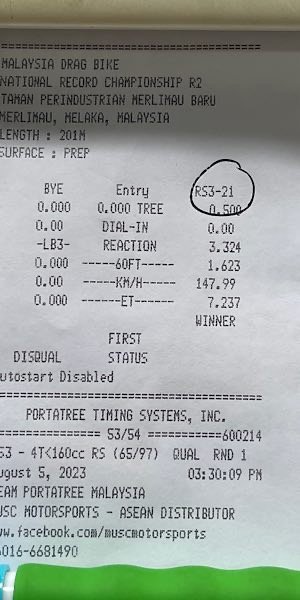 MALAYSIA DRAG BIKE
NATIONAL RECORD CHAMPIONSHIP R2
TAMAN PERINDUSTRIAN MERLIMAU BARU
MERLIMAU, MELAKA, MALAYSIA
LENGTH : 201M
SURFACE : PREP
BYE Entry RS3-21
0.000 0.000 TREE 0.500
0.00 DIAL-IN 0.00
-LB3- REACTION 3.324
0.000 -----60FT----- 1.623
0.00 -----KM/H----- 147.99
0.000 ------ET----- 7.237
WINNER
FIRST
DISQUAL STATUS
utostart Disabled
PORTATREE TIMING SYSTEMS, INC.
========== S3/54 ===========600214
S3 - 4T<160cc RS (65/97) QUAL RND 1
ugust 5, 2023 03:30:09 PM
EAM PORTATREE MALAYSIA
USC MOTORSPORTS - ASEAN DISTRIBUTOR
ww.facebook.com/muscmotorsports
016-6681490